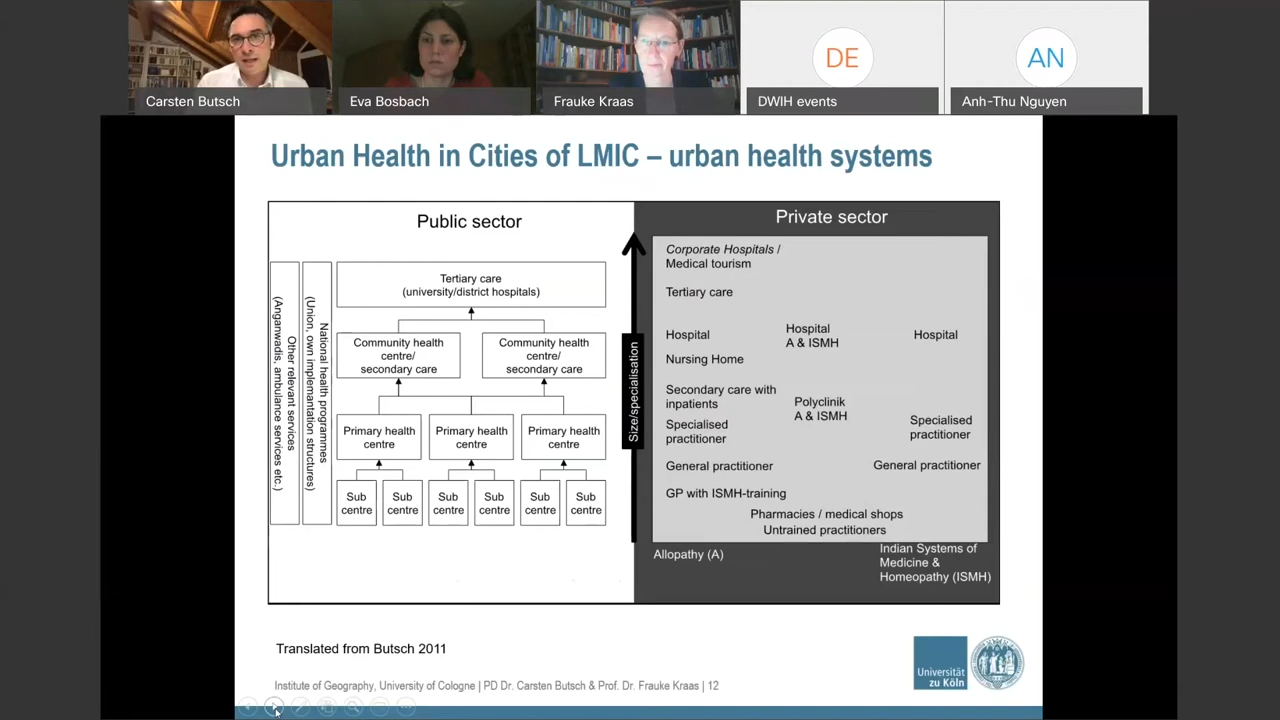 Carsten Butsch
Eva Bosbach
Frauke Kraas
DE
DWIH events
AN
Anh-Thu Nguyen
Urban Health in Cities of LMIC – urban health systems
Public sector
Other relevant services
(Anganwadis, ambulance services etc.)
National health programmes
(Union, own implemantation structures)
Tertiary care
(university/district hospitals)
Community health
centre/
secondary care
Community health
centre/
secondary care
Primary health
centre
Primary health
centre
Primary health
centre
Sub
centre
Sub
centre
Sub
centre
Sub
centre
Sub
centre
Sub
centre
Size/specialisation
Private sector
Corporate Hospitals /
Medical tourism
Tertiary care
Hospital
Hospital
A & ISMH
Hospital
Nursing Home
Secondary care with
inpatients
Polyclinik
A & ISMH
Specialised
practitioner
Specialised
practitioner
General practitioner
General practitioner
GP with ISMH-training
Pharmacies / medical shops
Untrained practitioners
Allopathy (A)
Indian Systems of
Medicine &
Homeopathy (ISMH)
Translated from Butsch 2011
Universität
zu Köln
Institute of Geography, University of Cologne | PD Dr. Carsten Butsch & Prof. Dr. Frauke Kraas | 12